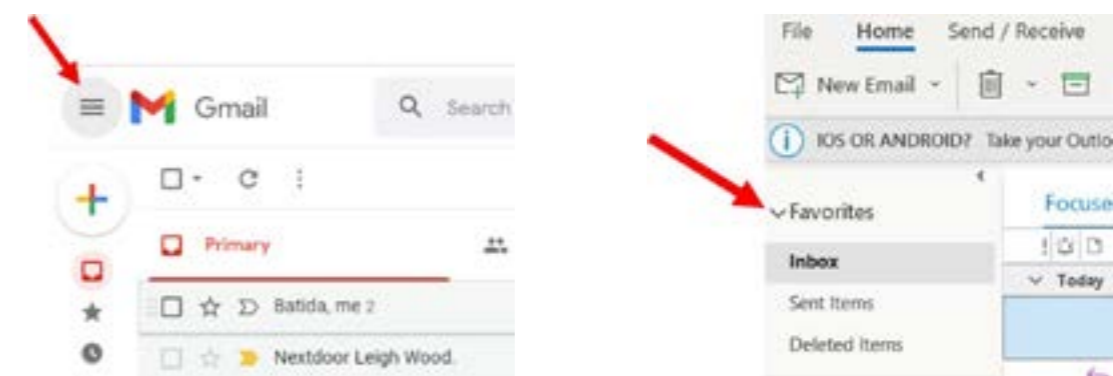 Gmail
Search
Primary
Batida, me 2
Nextdoor Leigh Wood.
File Home Send / Receive
New Email
IOS OR ANDROID? Take your Outlo
Favorites
Inbox
Sent Items
Deleted Items
Focuse
Today